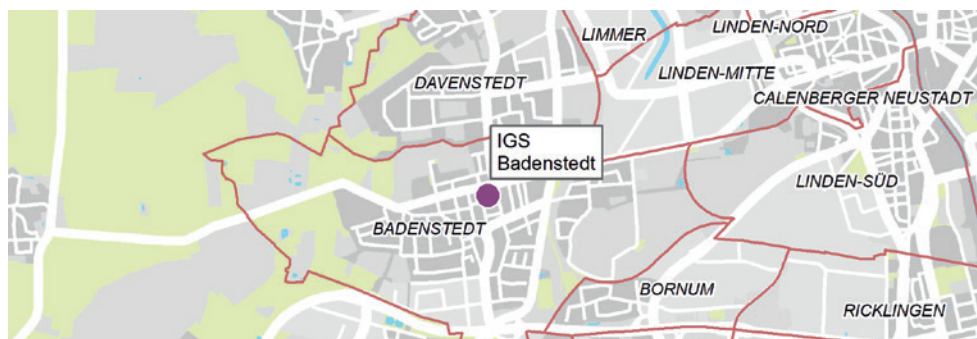 LIMMER
LINDEN-NORD
DAVENSTEDT
LINDEN-MITTE
CALENBERGER NEUSTADT
IGS
Badenstedt
LINDEN-SÜD
BADENSTEDT
BORNUM
RICKLINGEN